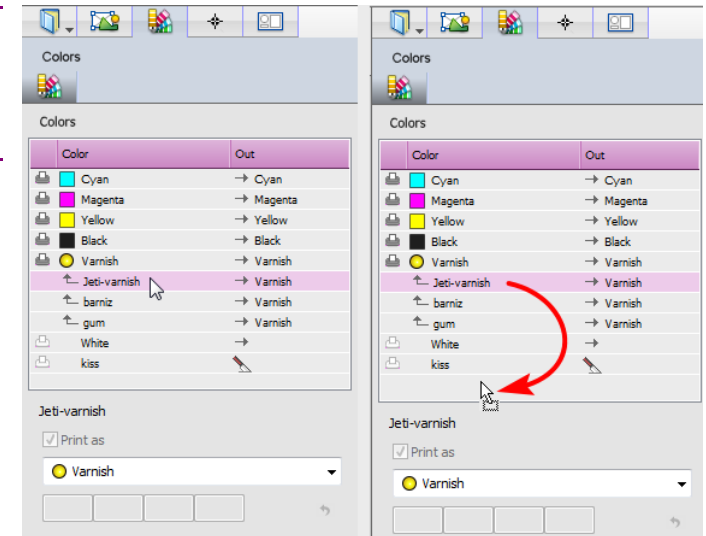 Colors
Colors
Color Out
Cyan → Cyan
Magenta → Magenta
Yellow → Yellow
Black → Black
Varnish → Varnish
Jeti-varnish → Varnish
barniz → Varnish
gum → Varnish
White →
kiss
Jeti-varnish
Print as
Varnish
Colors
Colors
Color Out
Cyan → Cyan
Magenta → Magenta
Yellow → Yellow
Black → Black
Varnish → Varnish
Jeti-varnish → Varnish
barniz → Varnish
gum → Varnish
White →
kiss
Jeti-varnish
Print as
Varnish